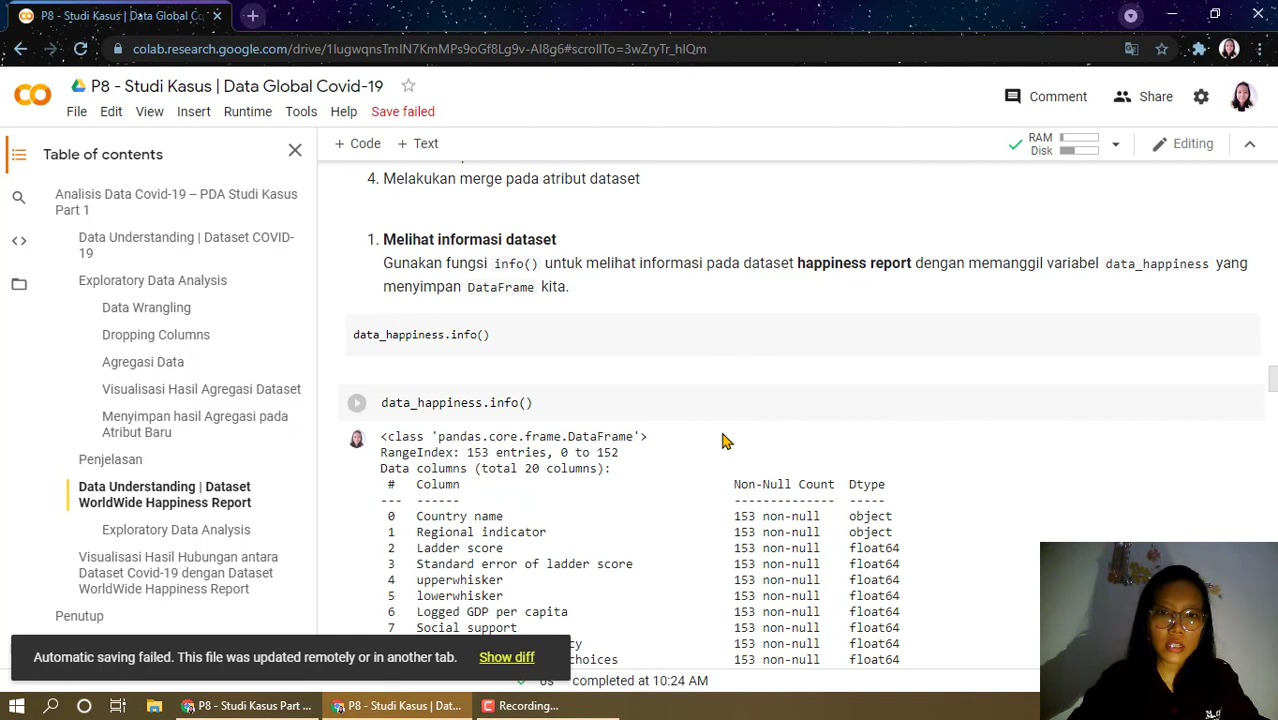 P8 - Studi Kasus | Data Global Co
colab.research.google.com/drive/1lugwqnsTmIN7KmMPs9oGf8Lg9v-AI8g6#scrollTo=3wZryTr_hlQm
P8 - Studi Kasus | Data Global Covid-19
File Edit View Insert Runtime Tools Help Save failed
Comment Share
+ Code + Text
RAM
Disk
Editing
Table of contents
Analisis Data Covid-19 – PDA Studi Kasus
Part 1
Data Understanding | Dataset COVID-
19
Exploratory Data Analysis
Data Wrangling
Dropping Columns
Agregasi Data
Visualisasi Hasil Agregasi Dataset
Menyimpan hasil Agregasi pada
Atribut Baru
Penjelasan
Data Understanding | Dataset
WorldWide Happiness Report
Exploratory Data Analysis
Visualisasi Hasil Hubungan antara
Dataset Covid-19 dengan Dataset
WorldWide Happiness Report
Penutup
4. Melakukan merge pada atribut dataset
1. Melihat informasi dataset
Gunakan fungsi info() untuk melihat informasi pada dataset happiness report dengan memanggil variabel data_happiness yang
menyimpan DataFrame kita.
data_happiness.info()
data_happiness.info()
<class 'pandas.core.frame.DataFrame'>
RangeIndex: 153 entries, 0 to 152
Data columns (total 20 columns):
# Column Non-Null Count Dtype
--- ------ -------------- -----
0 Country name 153 non-null object
1 Regional indicator 153 non-null object
2 Ladder score 153 non-null float64
3 Standard error of ladder score 153 non-null float64
4 upperwhisker 153 non-null float64
5 lowerwhisker 153 non-null float64
6 Logged GDP per capita 153 non-null float64
7 Social support 153 non-null float64
153 non-null float64
choices 153 non-null float64
Automatic saving failed. This file was updated remotely or in another tab. Show diff
0s completed at 10:24 AM
P8 - Studi Kasus Part ...
P8 - Studi Kasus | Dat...
Recording...